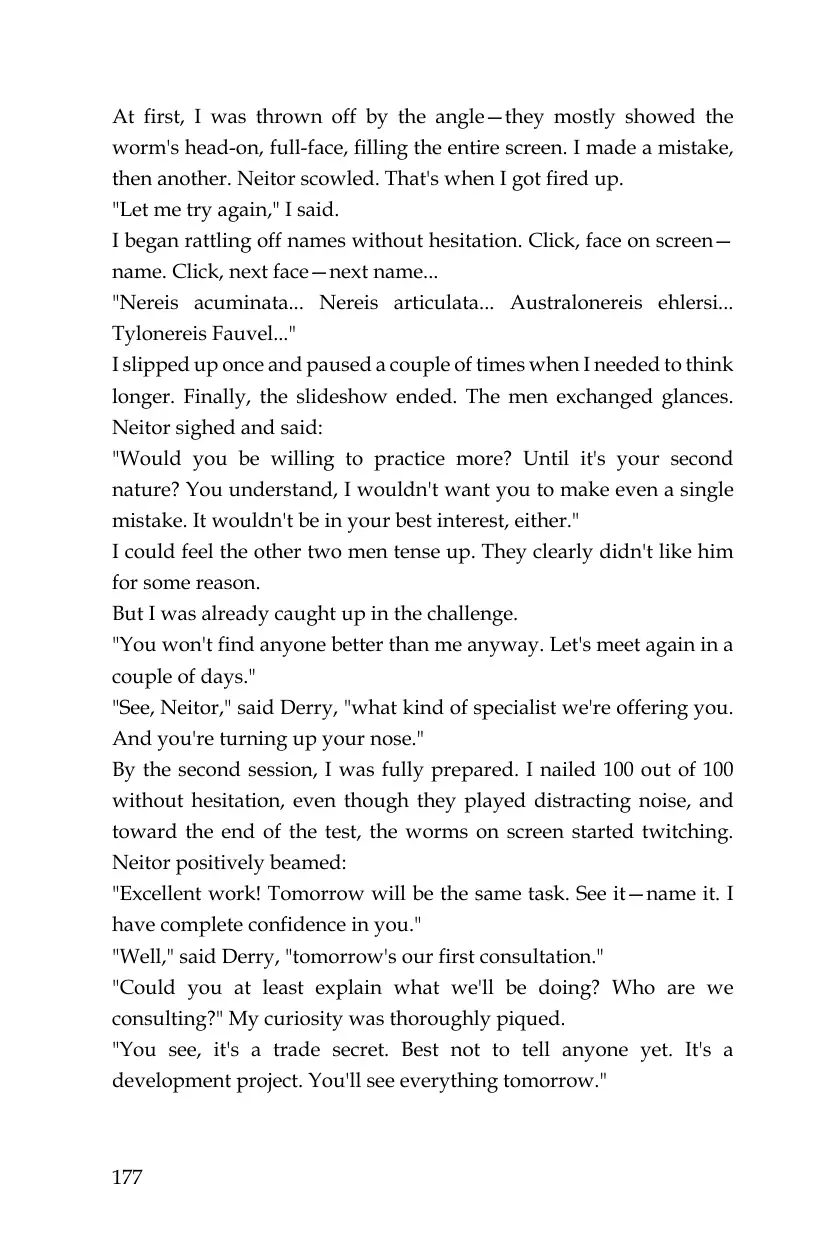 At first, I was thrown off by the angle—they mostly showed the
worm's head-on, full-face, filling the entire screen. I made a mistake,
then another. Neitor scowled. That's when I got fired up.
"Let me try again," I said.
I began rattling off names without hesitation. Click, face on screen—
name. Click, next face—next name...
"Nereis acuminata... Nereis articulata... Australonereis ehlersi...
Tylonereis Fauvel..."
I slipped up once and paused a couple of times when I needed to think
longer. Finally, the slideshow ended. The men exchanged glances.
Neitor sighed and said:
"Would you be willing to practice more? Until it's your second
nature? You understand, I wouldn't want you to make even a single
mistake. It wouldn't be in your best interest, either."
I could feel the other two men tense up. They clearly didn't like him
for some reason.
But I was already caught up in the challenge.
"You won't find anyone better than me anyway. Let's meet again in a
couple of days."
"See, Neitor," said Derry, "what kind of specialist we're offering you.
And you're turning up your nose."
By the second session, I was fully prepared. I nailed 100 out of 100
without hesitation, even though they played distracting noise, and
toward the end of the test, the worms on screen started twitching.
Neitor positively beamed:
"Excellent work! Tomorrow will be the same task. See it—name it. I
have complete confidence in you."
"Well," said Derry, "tomorrow's our first consultation."
"Could you at least explain what we'll be doing? Who are we
consulting?" My curiosity was thoroughly piqued.
"You see, it's a trade secret. Best not to tell anyone yet. It's a
development project. You'll see everything tomorrow."
177